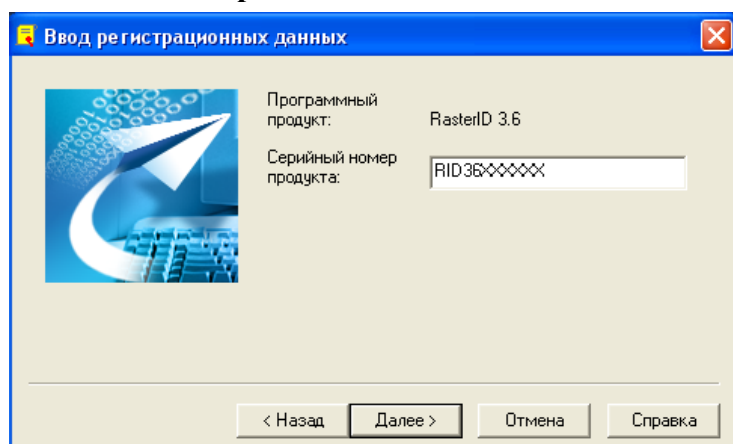 Ввод регистрационных данных
Программный
продукт:
RasterID 3.6
Серийный номер
продукта:
RID36XXXXXX
< Назад
Далее >
Отмена
Справка